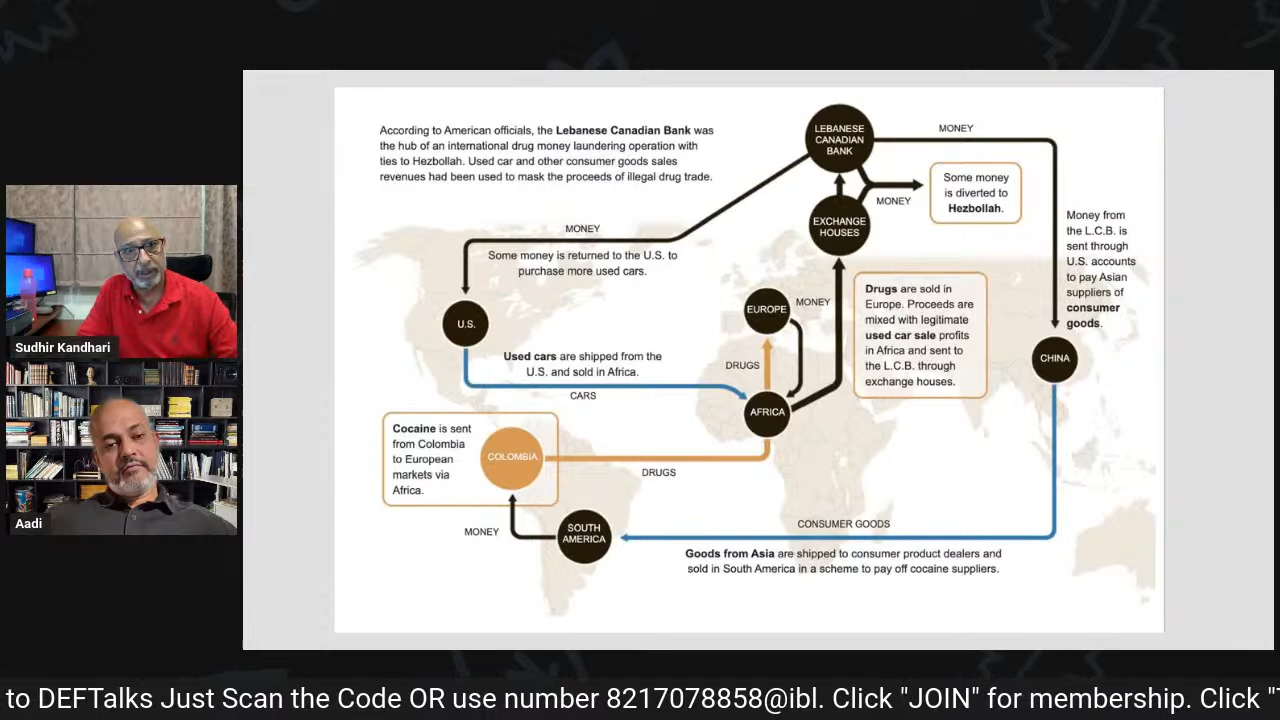 According to American officials, the Lebanese Canadian Bank was
the hub of an international drug money laundering operation with
ties to Hezbollah. Used car and other consumer goods sales
revenues had been used to mask the proceeds of illegal drug trade.
LEBANESE
CANADIAN
BANK
MONEY
Some money
is diverted to
Hezbollah.
MONEY
EXCHANGE
HOUSES
Money from
the L.C.B. is
sent through
U.S. accounts
to pay Asian
suppliers of
consumer
goods.
MONEY
Some money is returned to the U.S. to
purchase more used cars.
U.S.
EUROPE
MONEY
Drugs are sold in
Europe. Proceeds are
mixed with legitimate
used car sale profits
in Africa and sent to
the L.C.B. through
exchange houses.
CHINA
Used cars are shipped from the
U.S. and sold in Africa.
CARS
DRUGS
AFRICA
Cocaine is sent
from Colombia
to European
markets via
Africa.
COLOMBIA
DRUGS
MONEY
SOUTH
AMERICA
CONSUMER GOODS
Goods from Asia are shipped to consumer product dealers and
sold in South America in a scheme to pay off cocaine suppliers.
Sudhir Kandhari
Aadi
to DEFTalks Just Scan the Code OR use number 8217078858@ibl. Click "JOIN" for membership. Click "